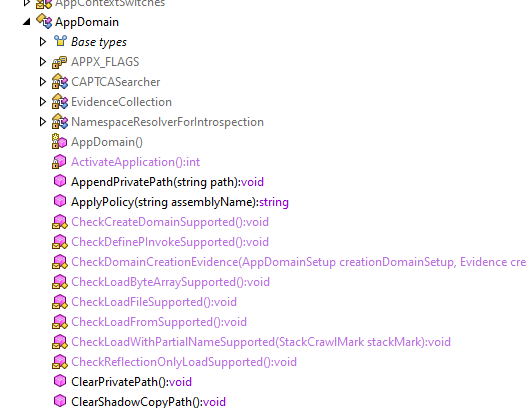 AppContextSwitches
AppDomain
Base types
APPX_FLAGS
CAPTCASearcher
EvidenceCollection
NamespaceResolverForIntrospection
AppDomain()
ActivateApplication():int
AppendPrivatePath(string path):void
ApplyPolicy(string assemblyName):string
CheckCreateDomainSupported():void
CheckDefinePInvokeSupported():void
CheckDomainCreationEvidence(AppDomainSetup creationDomainSetup, Evidence cre
CheckLoadByteArraySupported():void
CheckLoadFileSupported():void
CheckLoadFromSupported():void
CheckLoadWithPartialNameSupported(StackCrawlMark stackMark):void
CheckReflectionOnlyLoadSupported():void
ClearPrivatePath():void
ClearShadowCopyPath():void